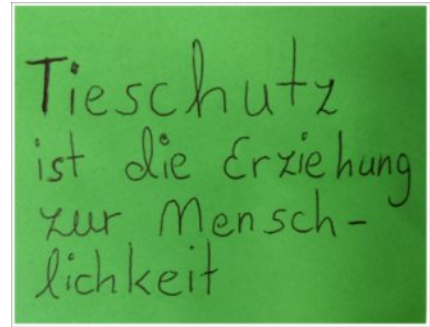 Tieschutz
ist die Erziehung
zur Mensch-
lichkeit